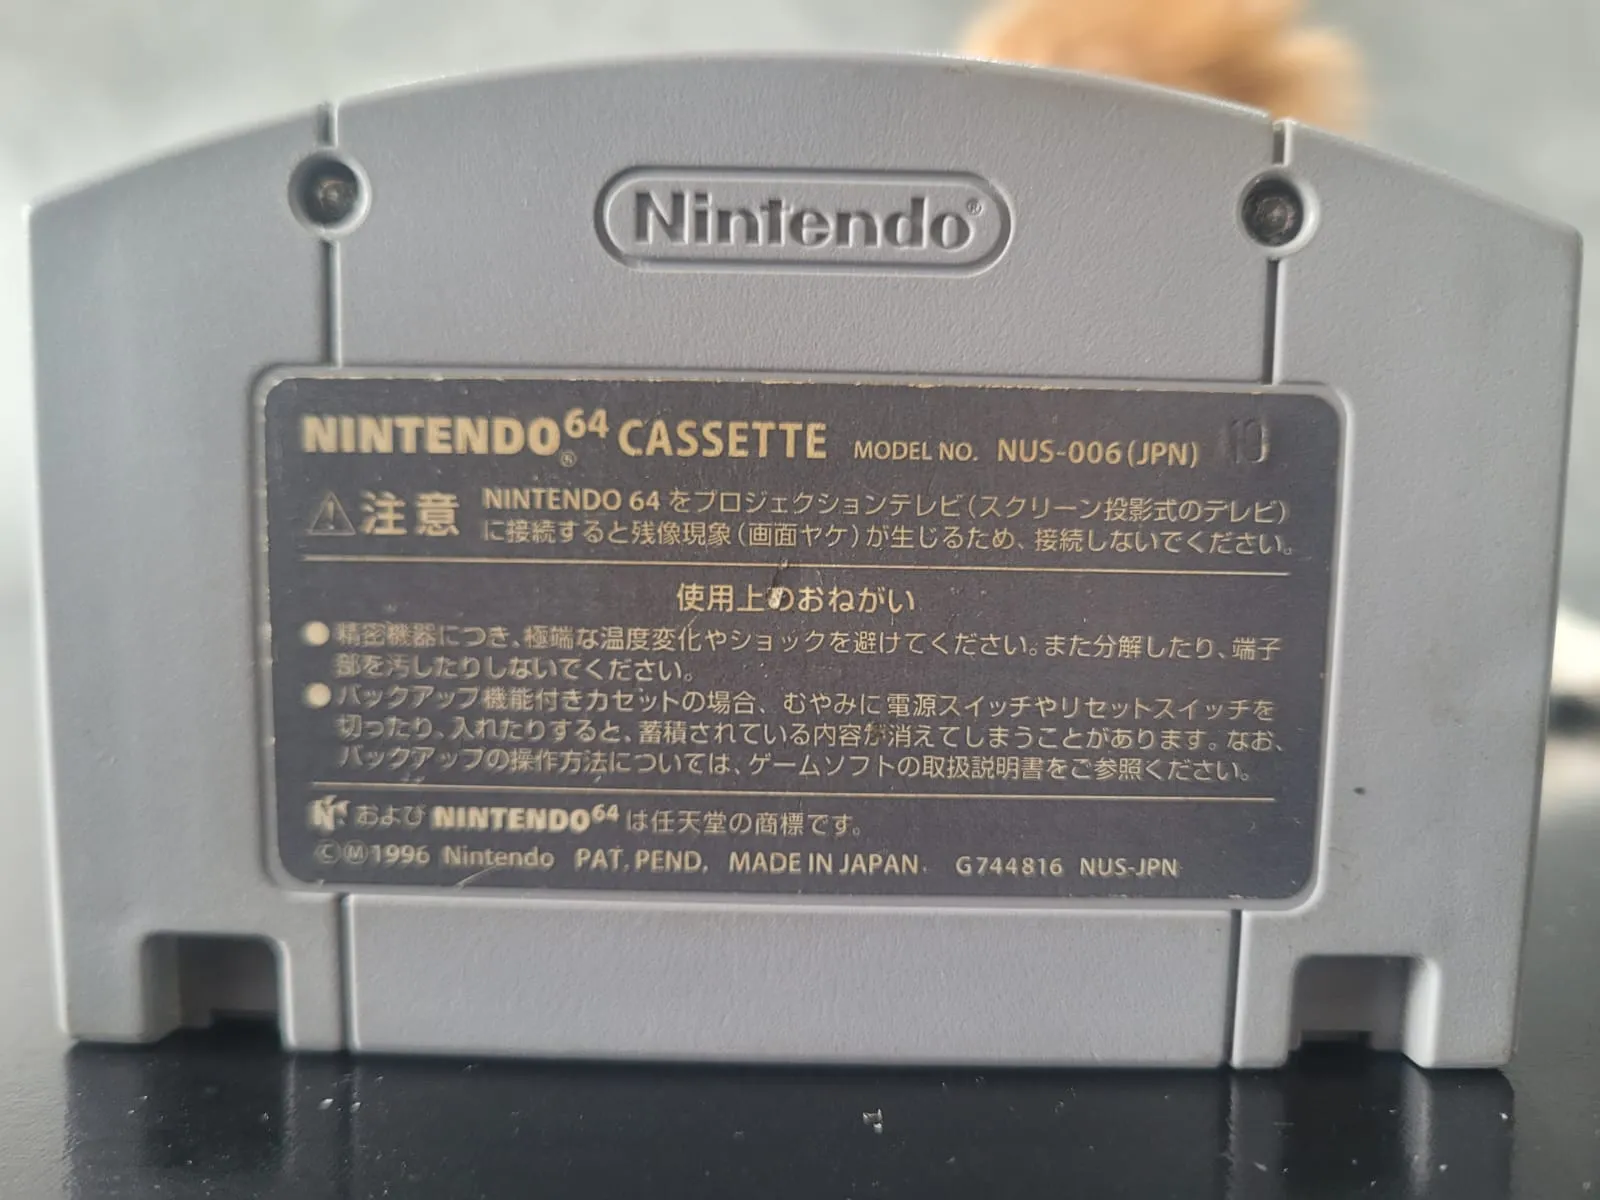 Nintendo®
NINTENDO64® CASSETTE MODEL NO. NUS-006(JPN) 19
⚠注意 NINTENDO 64 をプロジェクションテレビ(スクリーン投影式のテレビ)
に接続すると残像現象(画面ヤケ)が生じるため、接続しないでください。
使用上のおねがい
●精密機器につき、極端な温度変化やショックを避けてください。また分解したり、端子
部を汚したりしないでください。
●バックアップ機能付きカセットの場合、むやみに電源スイッチやリセットスイッチを
切ったり、入れたりすると、蓄積されている内容が消えてしまうことがあります。なお、
バックアップの操作方法については、ゲームソフトの取扱説明書をご参照ください。
および NINTENDO64 は任天堂の商標です。
ⒸⓂ1996 Nintendo PAT. PEND. MADE IN JAPAN. G744816 NUS-JPN